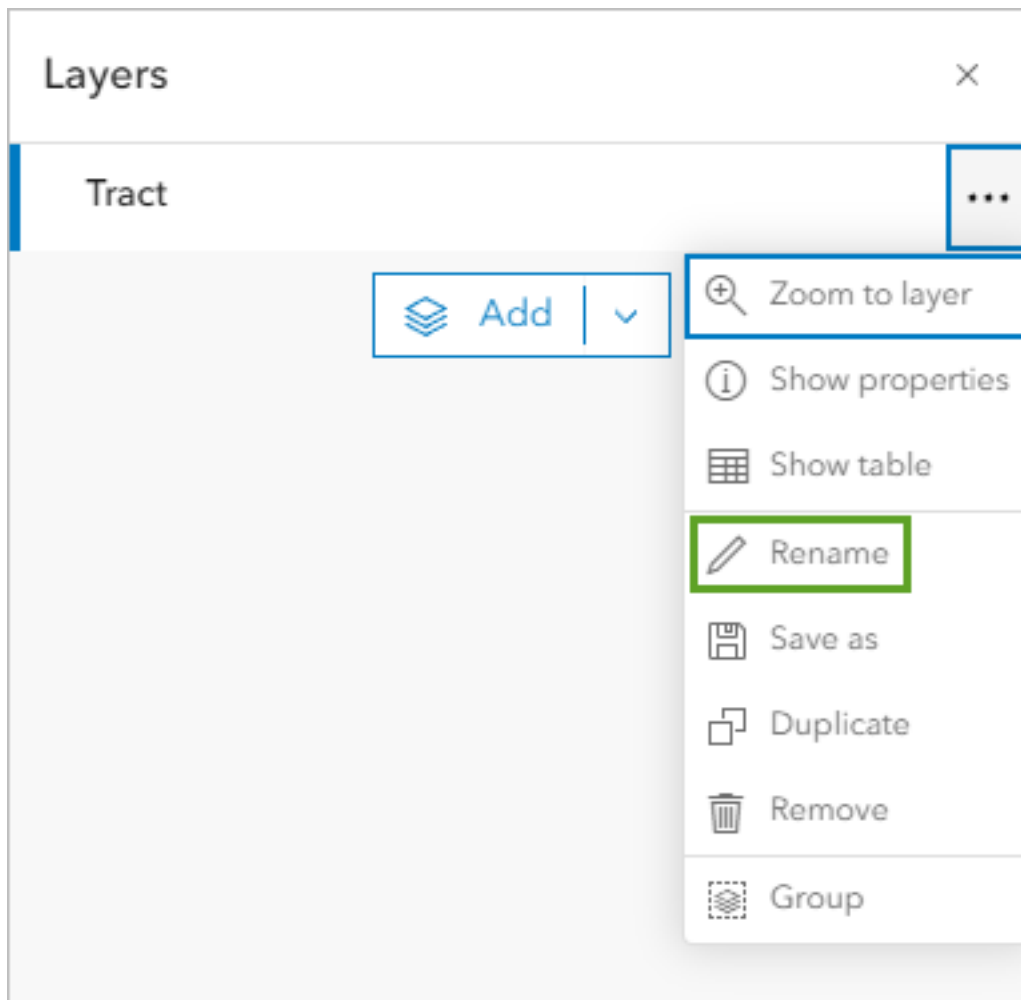 Layers
Tract
Add
Zoom to layer
Show properties
Show table
Rename
Save as
Duplicate
Remove
Group